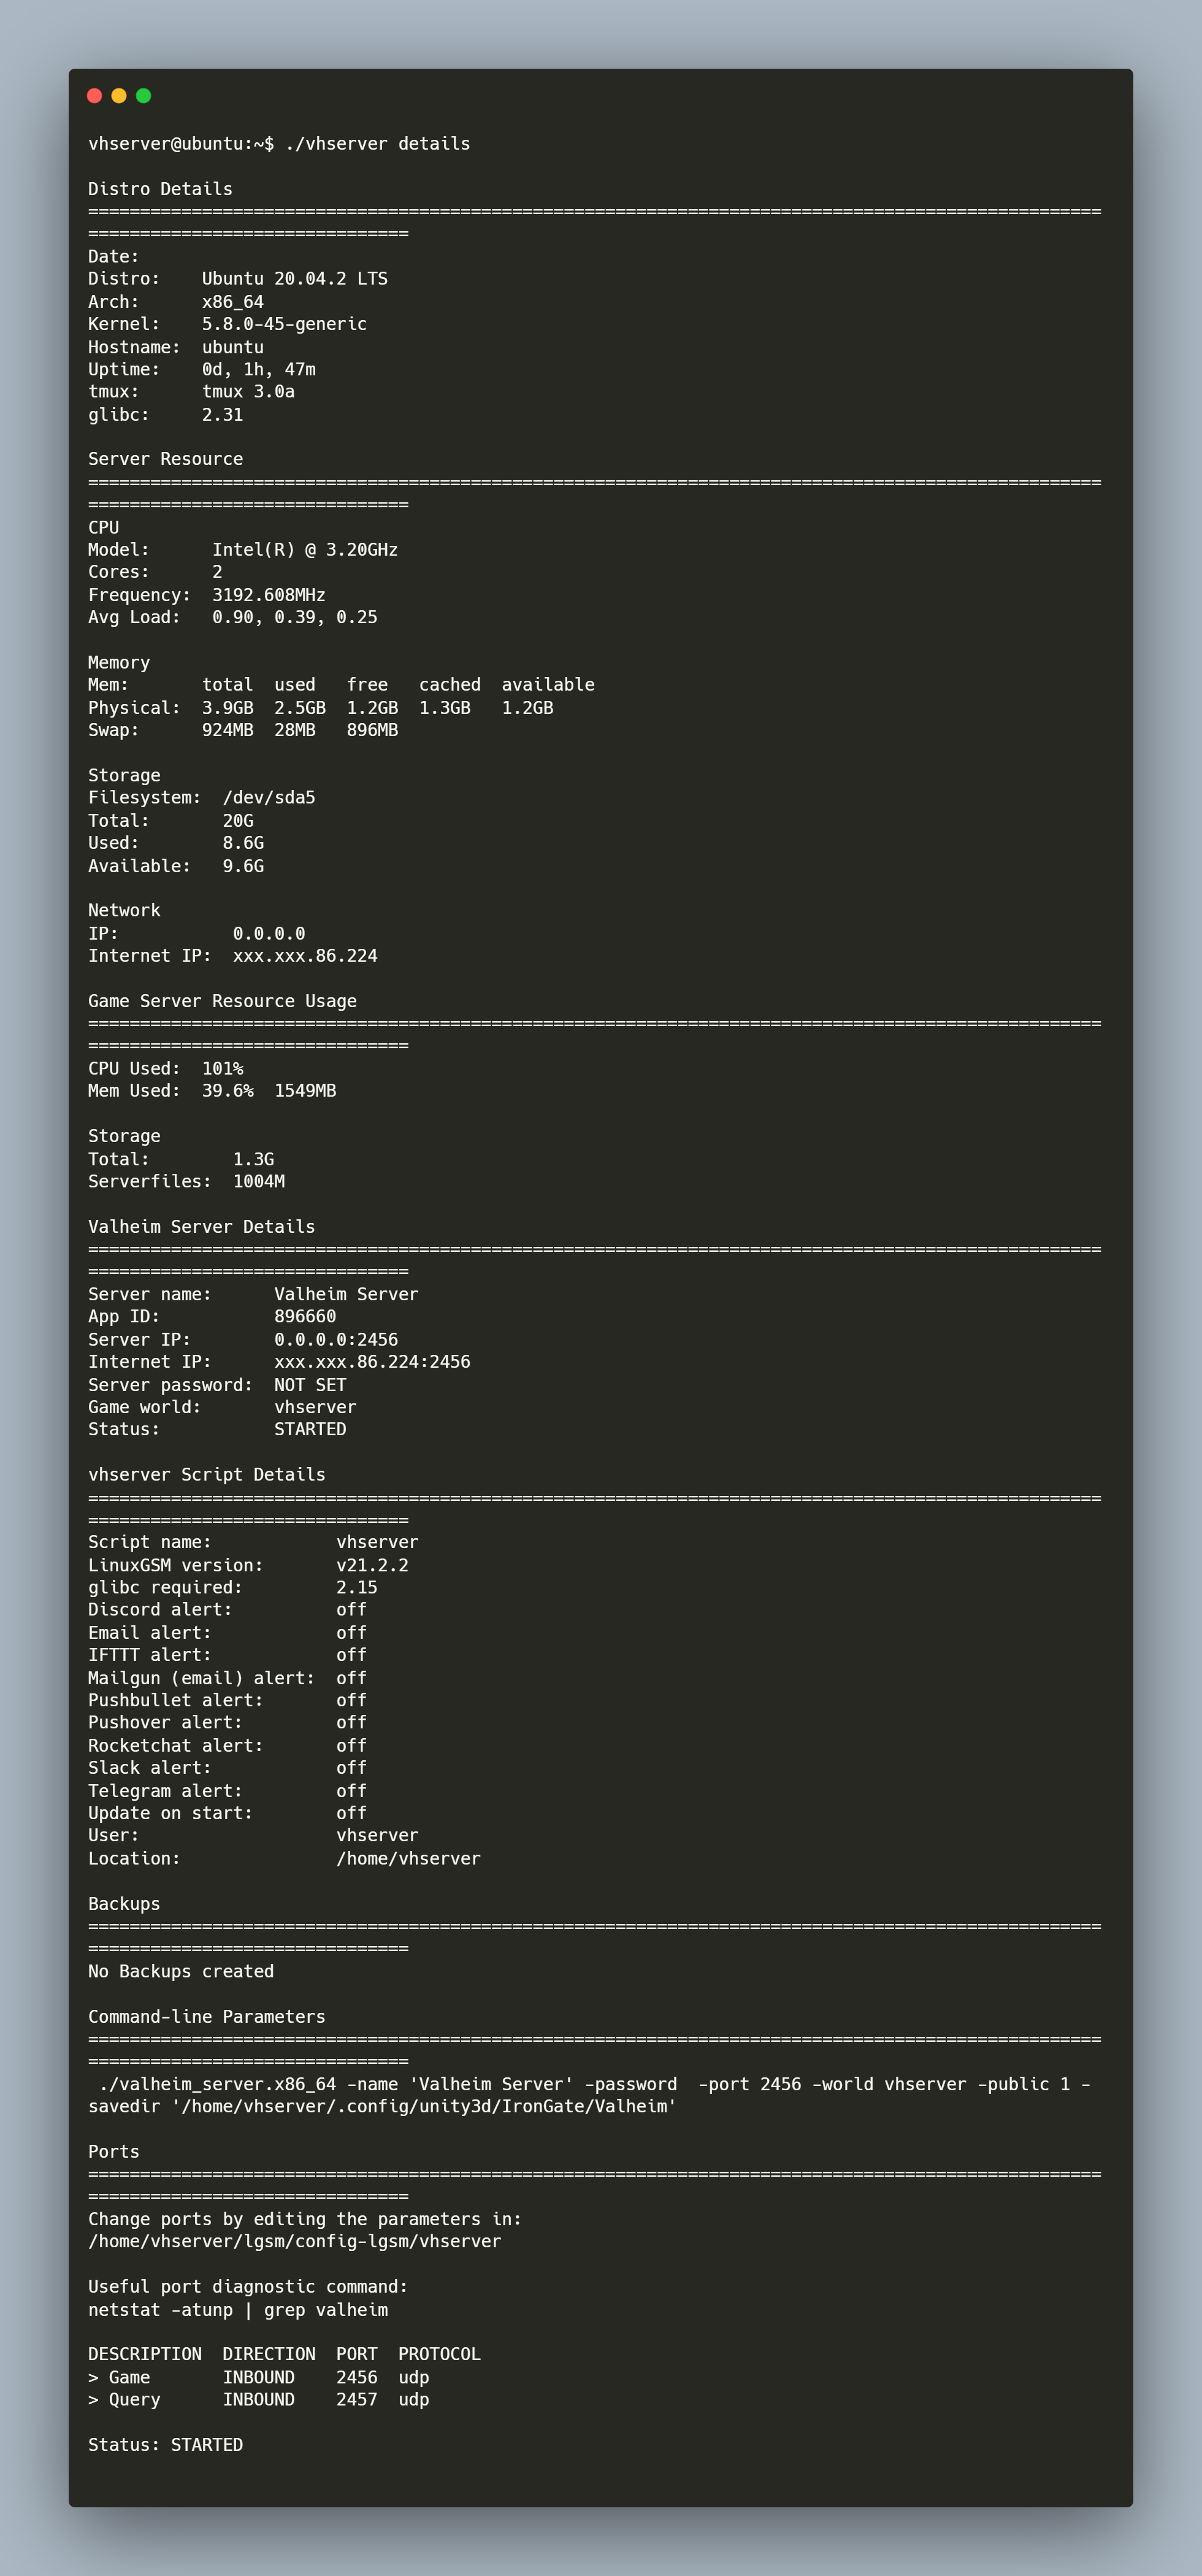 vhserver@ubuntu:~$ ./vhserver details

Distro Details
==================================================================================================
===============================
Date:
Distro:    Ubuntu 20.04.2 LTS
Arch:      x86_64
Kernel:    5.8.0-45-generic
Hostname:  ubuntu
Uptime:    0d, 1h, 47m
tmux:      tmux 3.0a
glibc:     2.31

Server Resource
==================================================================================================
===============================
CPU
Model:      Intel(R) @ 3.20GHz
Cores:      2
Frequency:  3192.608MHz
Avg Load:   0.90, 0.39, 0.25

Memory
Mem:       total  used   free   cached  available
Physical:  3.9GB  2.5GB  1.2GB  1.3GB   1.2GB
Swap:      924MB  28MB   896MB

Storage
Filesystem:  /dev/sda5
Total:       20G
Used:        8.6G
Available:   9.6G

Network
IP:           0.0.0.0
Internet IP:  xxx.xxx.86.224

Game Server Resource Usage
==================================================================================================
===============================
CPU Used:  101%
Mem Used:  39.6%  1549MB

Storage
Total:        1.3G
Serverfiles:  1004M

Valheim Server Details
==================================================================================================
===============================
Server name:      Valheim Server
App ID:           896660
Server IP:        0.0.0.0:2456
Internet IP:      xxx.xxx.86.224:2456
Server password:  NOT SET
Game world:       vhserver
Status:           STARTED

vhserver Script Details
==================================================================================================
===============================
Script name:            vhserver
LinuxGSM version:       v21.2.2
glibc required:         2.15
Discord alert:          off
Email alert:            off
IFTTT alert:            off
Mailgun (email) alert:  off
Pushbullet alert:       off
Pushover alert:         off
Rocketchat alert:       off
Slack alert:            off
Telegram alert:         off
Update on start:        off
User:                   vhserver
Location:               /home/vhserver

Backups
==================================================================================================
===============================
No Backups created

Command-line Parameters
==================================================================================================
===============================
 ./valheim_server.x86_64 -name 'Valheim Server' -password  -port 2456 -world vhserver -public 1 -
savedir '/home/vhserver/.config/unity3d/IronGate/Valheim'

Ports
==================================================================================================
===============================
Change ports by editing the parameters in:
/home/vhserver/lgsm/config-lgsm/vhserver

Useful port diagnostic command:
netstat -atunp | grep valheim

DESCRIPTION  DIRECTION  PORT  PROTOCOL
> Game       INBOUND    2456  udp
> Query      INBOUND    2457  udp

Status: STARTED